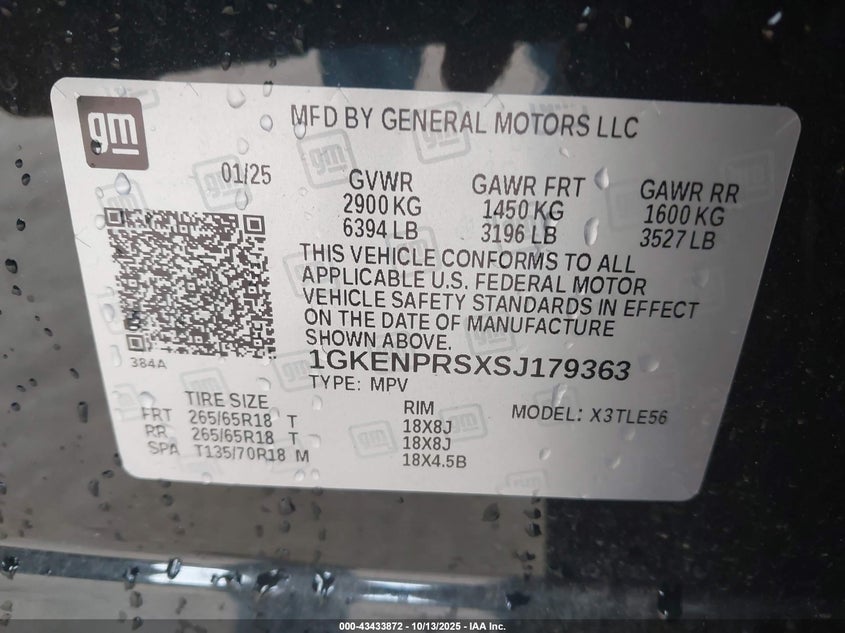 gm
MFD BY GENERAL MOTORS LLC
01/25
GVWR GAWR FRT GAWR RR
2900 KG 1450 KG 1600 KG
6394 LB 3196 LB 3527 LB
THIS VEHICLE CONFORMS TO ALL
APPLICABLE U.S. FEDERAL MOTOR
VEHICLE SAFETY STANDARDS IN EFFECT
ON THE DATE OF MANUFACTURE
SHOWN ABOVE.
384A
1GKENPRSXSJ179363
TYPE: MPV
TIRE SIZE RIM MODEL: X3TLE56
FRT 265/65R18 T 18X8J
RR 265/65R18 T 18X8J
SPA T135/70R18 M 18X4.5B
000-43433872 - 10/13/2025 - IAA Inc.